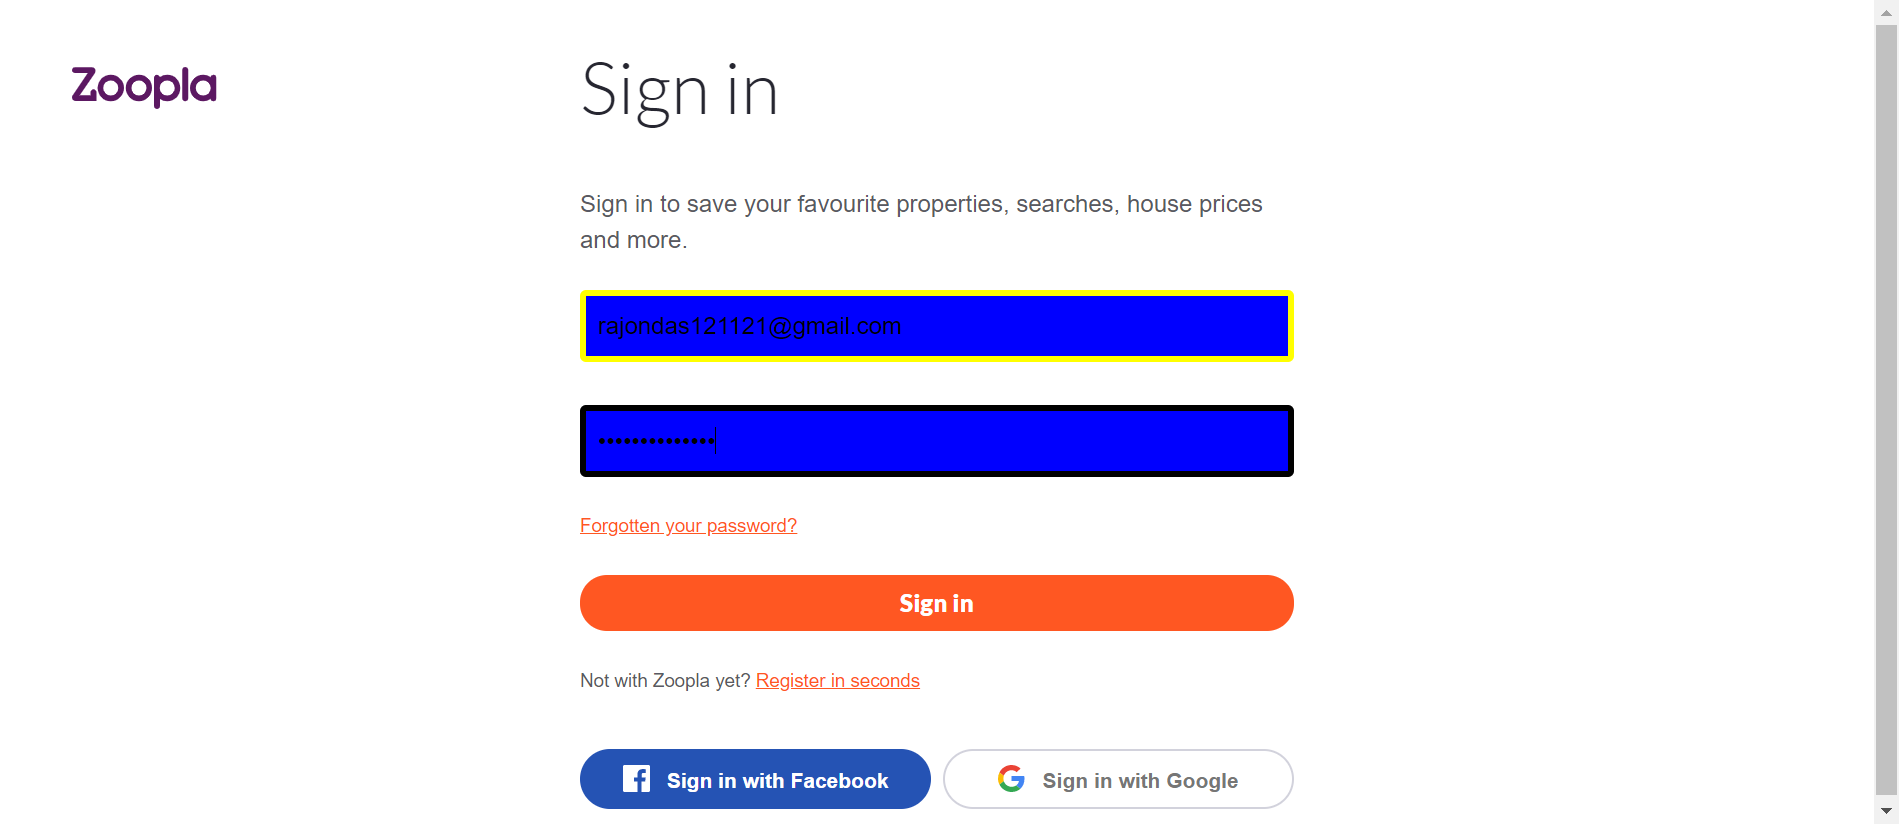 Zoopla
Sign in
Sign in to save your favourite properties, searches, house prices
and more.
rajondas121121@gmail.com
••••••••••••••
Forgotten your password?
Sign in
Not with Zoopla yet? Register in seconds
Sign in with Facebook
Sign in with Google